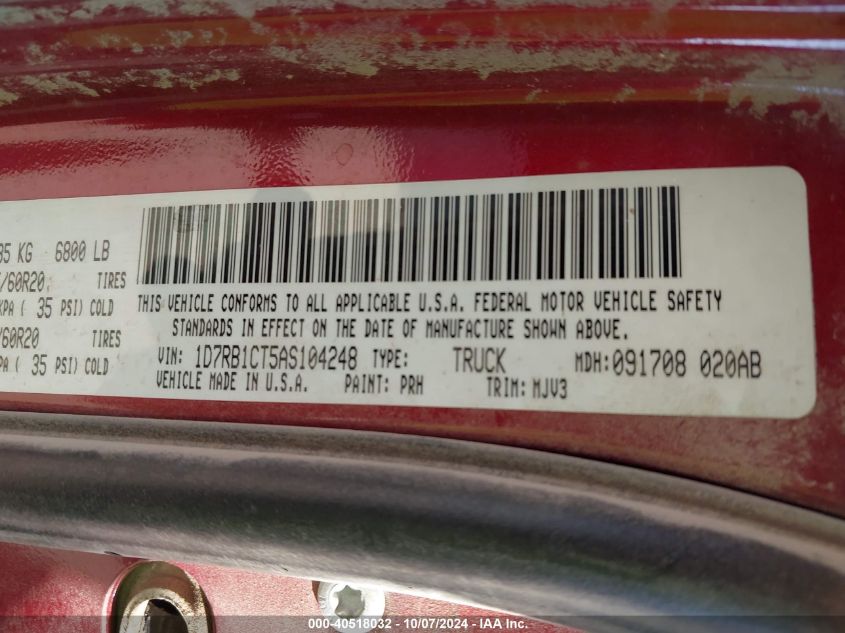 85 KG 6800 LB
/60R20 TIRES
KPA ( 35 PSI) COLD
/60R20 TIRES
PA ( 35 PSI) COLD
THIS VEHICLE CONFORMS TO ALL APPLICABLE U.S.A. FEDERAL MOTOR VEHICLE SAFETY
STANDARDS IN EFFECT ON THE DATE OF MANUFACTURE SHOWN ABOVE.
VIN: 1D7RB1CT5AS104248 TYPE: TRUCK MDH: 091708 020AB
VEHICLE MADE IN U.S.A. PAINT: PRH TRIM: MJV3
000-40518032 - 10/07/2024 - IAA Inc.